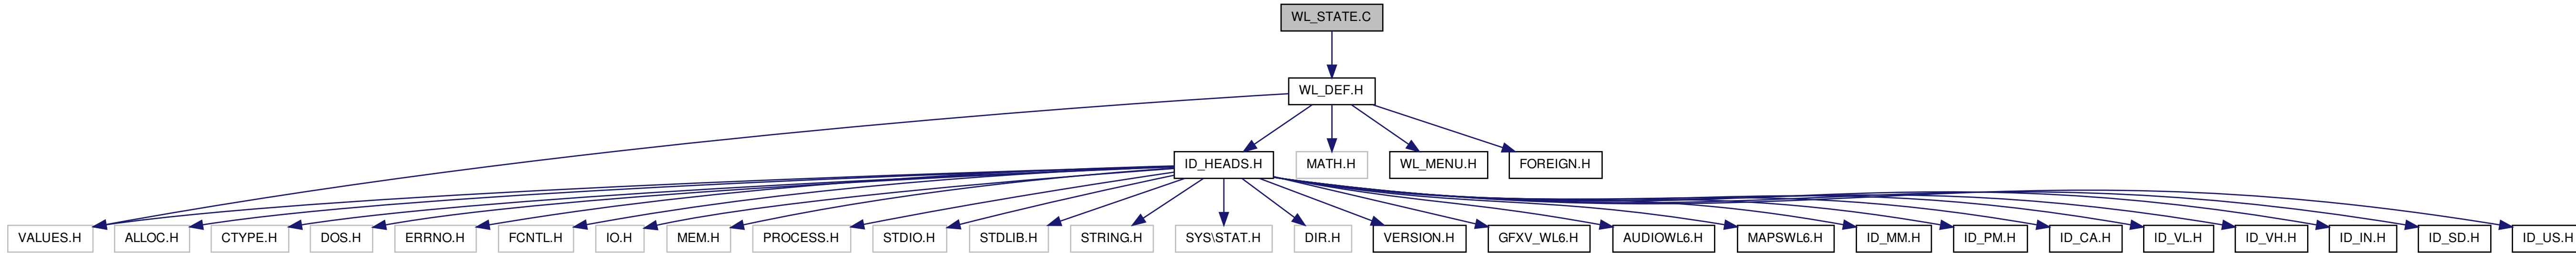 WL_STATE.C
WL_DEF.H
ID_HEADS.H
MATH.H
WL_MENU.H
FOREIGN.H
VALUES.H
ALLOC.H
CTYPE.H
DOS.H
ERRNO.H
FCNTL.H
IO.H
MEM.H
PROCESS.H
STDIO.H
STDLIB.H
STRING.H
SYS\STAT.H
DIR.H
VERSION.H
GFXV_WL6.H
AUDIOWL6.H
MAPSWL6.H
ID_MM.H
ID_PM.H
ID_CA.H
ID_VL.H
ID_VH.H
ID_IN.H
ID_SD.H
ID_US.H